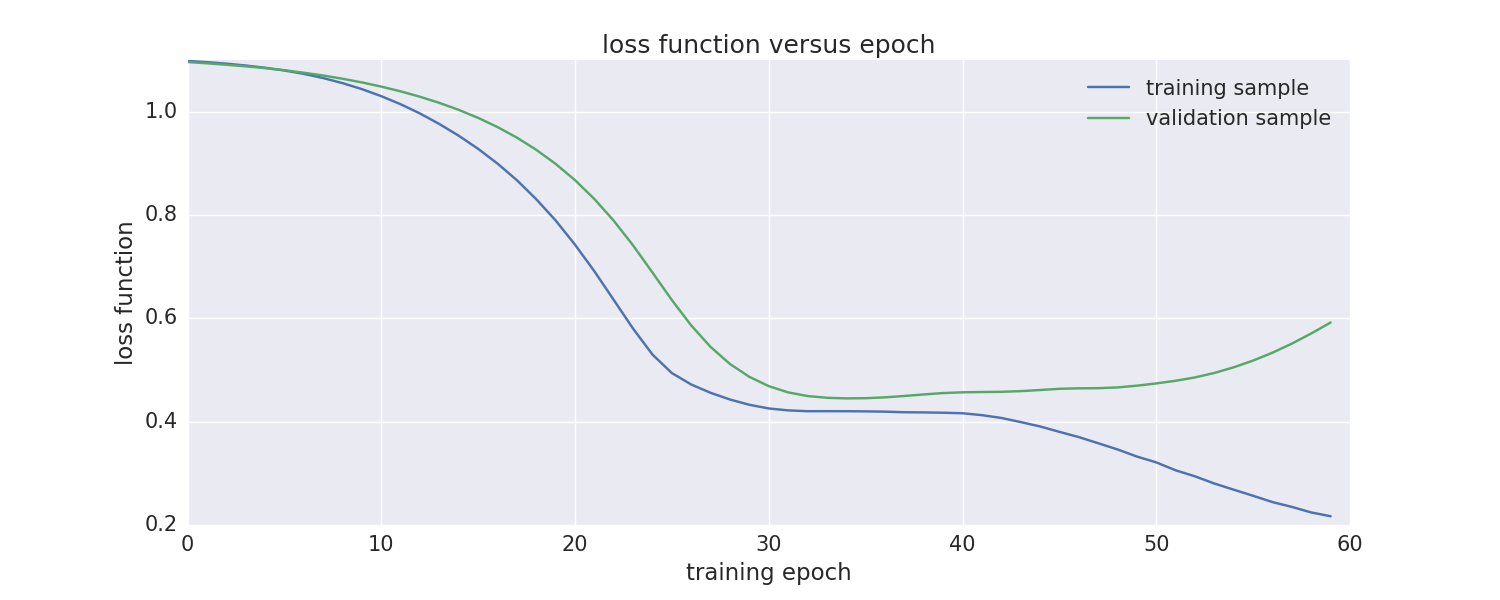 loss function versus epoch
training sample
validation sample
1.0
0.8
0.6
0.4
0.2
loss function
0 10 20 30 40 50 60
training epoch